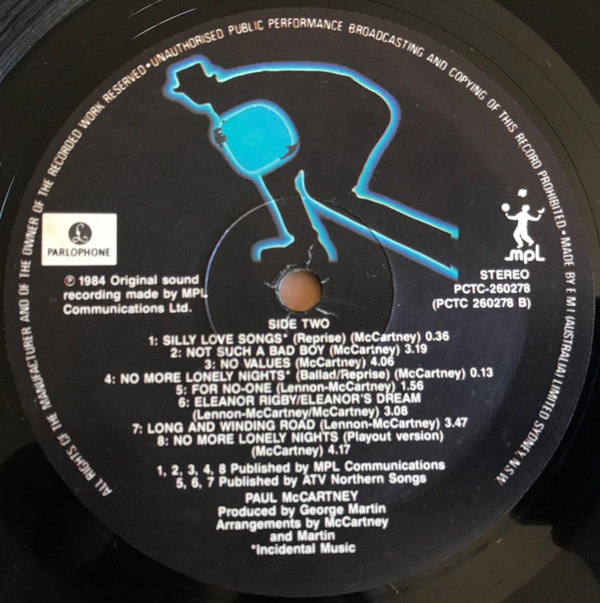 ALL RIGHTS OF THE MANUFACTURER AND OF THE OWNER OF THE RECORDED WORK RESERVED • UNAUTHORISED PUBLIC PERFORMANCE BROADCASTING AND COPYING OF THIS RECORD PROHIBITED • MADE BY E M I (AUSTRALIA) LIMITED SYDNEY, N.S.W
£
PARLOPHONE
mpL
℗ 1984 Original sound
recording made by MPL
Communications Ltd.
STEREO
PCTC-260278
(PCTC 260278 B)
SIDE TWO
1: SILLY LOVE SONGS* (Reprise) (McCartney) 0.36
2: NOT SUCH A BAD BOY (McCartney) 3.19
3: NO VALUES (McCartney) 4.06
4: NO MORE LONELY NIGHTS* (Ballad/Reprise) (McCartney) 0.13
5: FOR NO-ONE (Lennon-McCartney) 1.56
6: ELEANOR RIGBY/ELEANOR'S DREAM
(Lennon-McCartney/McCartney) 3.08
7: LONG AND WINDING ROAD (Lennon-McCartney) 3.47
8: NO MORE LONELY NIGHTS (Playout version)
(McCartney) 4.17
1, 2, 3, 4, 8 Published by MPL Communications
5, 6, 7 Published by ATV Northern Songs
PAUL McCARTNEY
Produced by George Martin
Arrangements by McCartney
and Martin
*Incidental Music